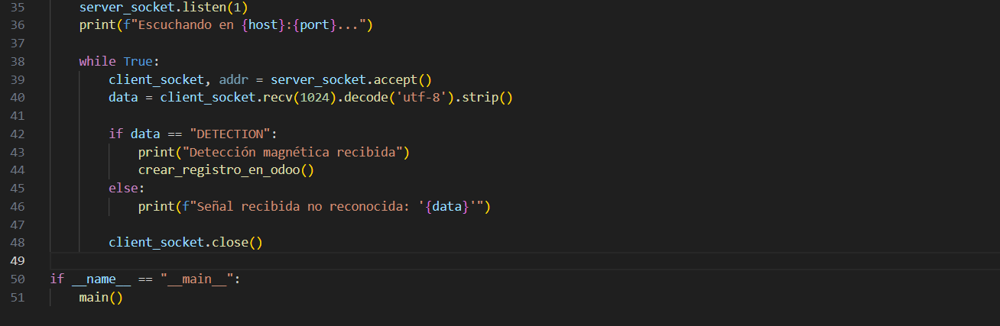 35 server_socket.listen(1)
36 print(f"Escuchando en {host}:{port}...")
37
38 while True:
39 client_socket, addr = server_socket.accept()
40 data = client_socket.recv(1024).decode('utf-8').strip()
41
42 if data == "DETECTION":
43 print("Detección magnética recibida")
44 crear_registro_en_odoo()
45 else:
46 print(f"Señal recibida no reconocida: '{data}'")
47
48 client_socket.close()
49
50 if __name__ == "__main__":
51 main()